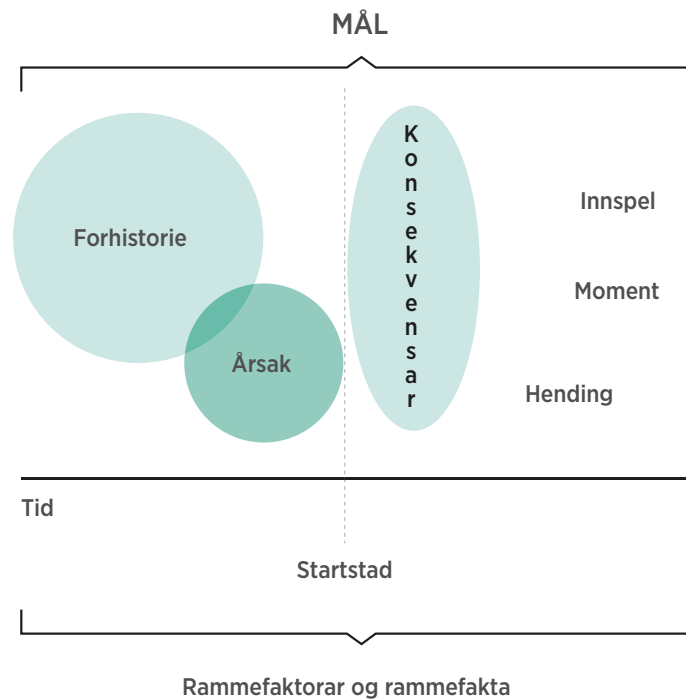 MÅL
Forhistorie
Årsak
Konsekvensar
Innspel
Moment
Hending
Tid
Startstad
Rammefaktorar og rammefakta